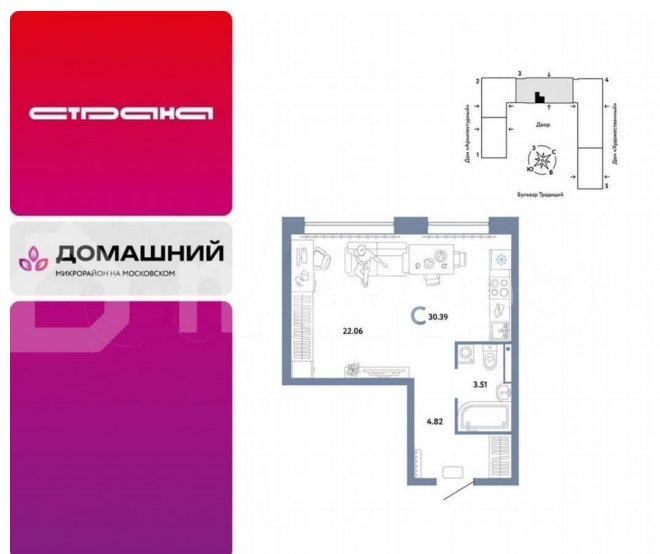 СТРАНА
ДОМАШНИЙ
МИКРОРАЙОН НА МОСКОВСКОМ
2
3
4
Дом «Архитектурный»
Двор
Дом «Художественный»
1
З
С
Ю
В
5
Бульвар Традиций
С 30.39
22.06
3.51
4.82